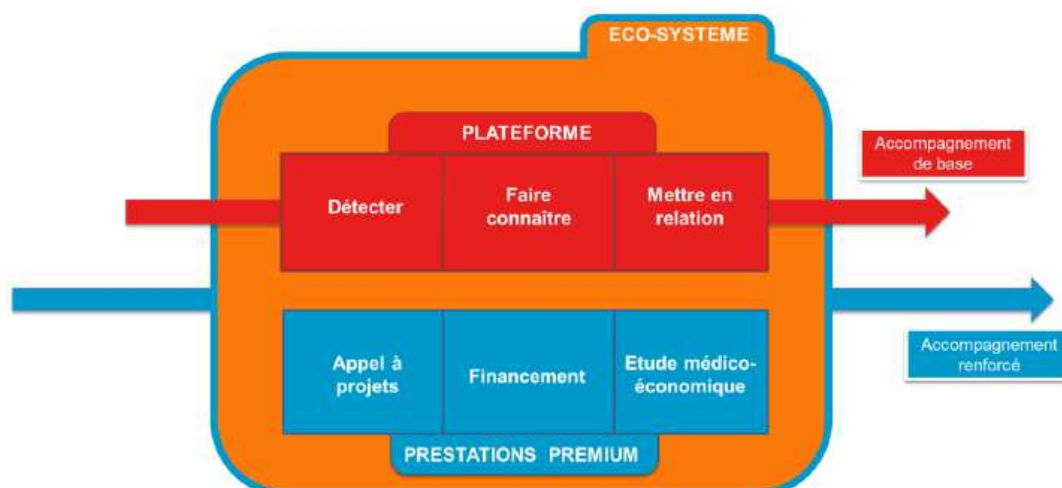 ECO-SYSTEME
PLATEFORME
Détecter
Faire
connaître
Mettre en
relation
Accompagnement
de base
Appel à
projets
Financement
Etude médico-
économique
Accompagnement
renforcé
PRESTATIONS PREMIUM